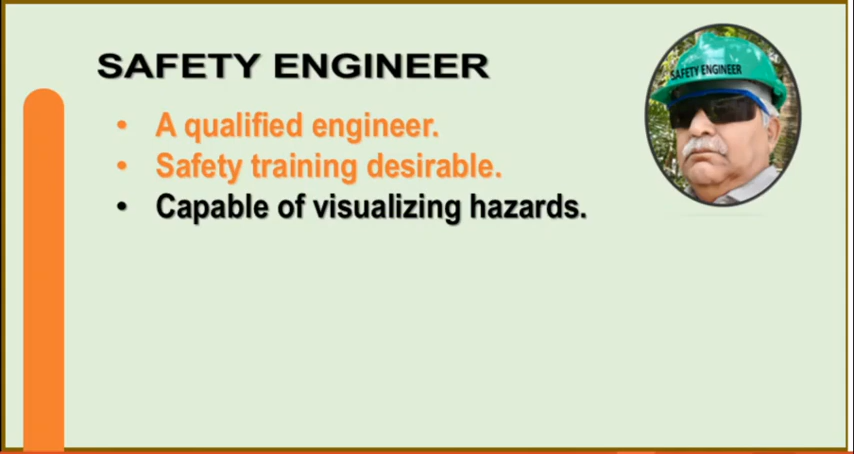 SAFETY ENGINEER
SAFETY ENGINEER
• A qualified engineer.
• Safety training desirable.
• Capable of visualizing hazards.